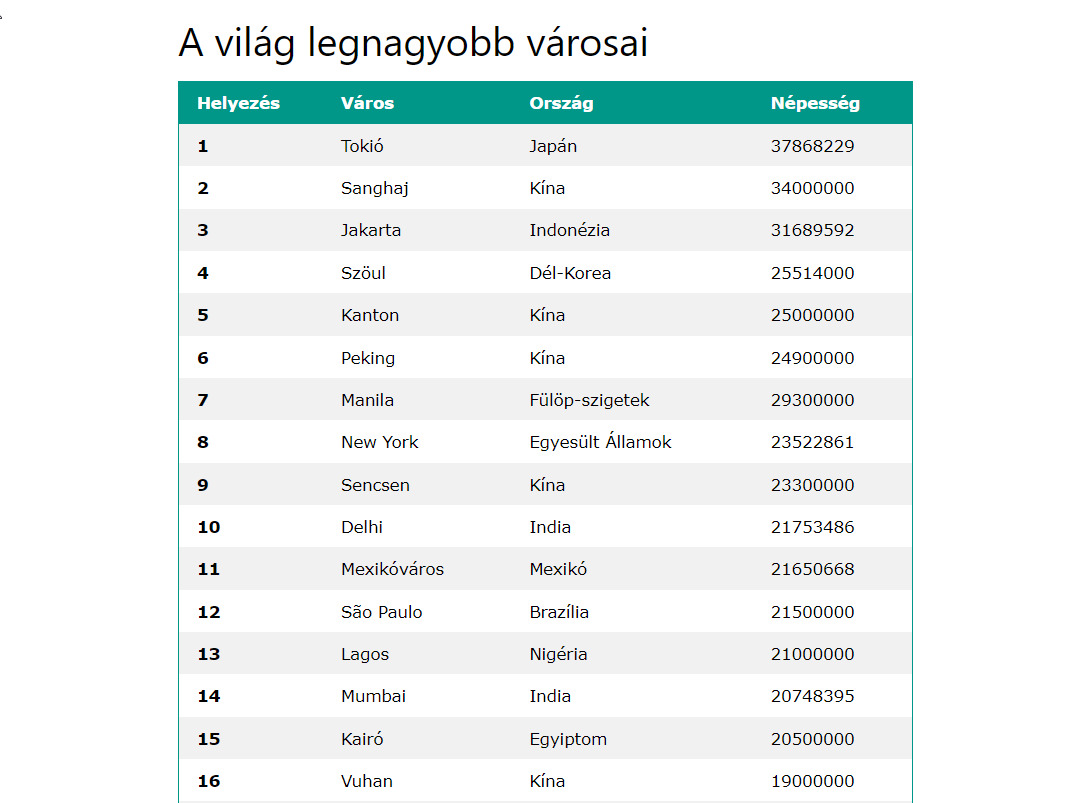 A világ legnagyobb városai
Helyezés Város Ország Népesség
1 Tokió Japán 37868229
2 Sanghaj Kína 34000000
3 Jakarta Indonézia 31689592
4 Szöul Dél-Korea 25514000
5 Kanton Kína 25000000
6 Peking Kína 24900000
7 Manila Fülöp-szigetek 29300000
8 New York Egyesült Államok 23522861
9 Sencsen Kína 23300000
10 Delhi India 21753486
11 Mexikóváros Mexikó 21650668
12 São Paulo Brazília 21500000
13 Lagos Nigéria 21000000
14 Mumbai India 20748395
15 Kairó Egyiptom 20500000
16 Vuhan Kína 19000000